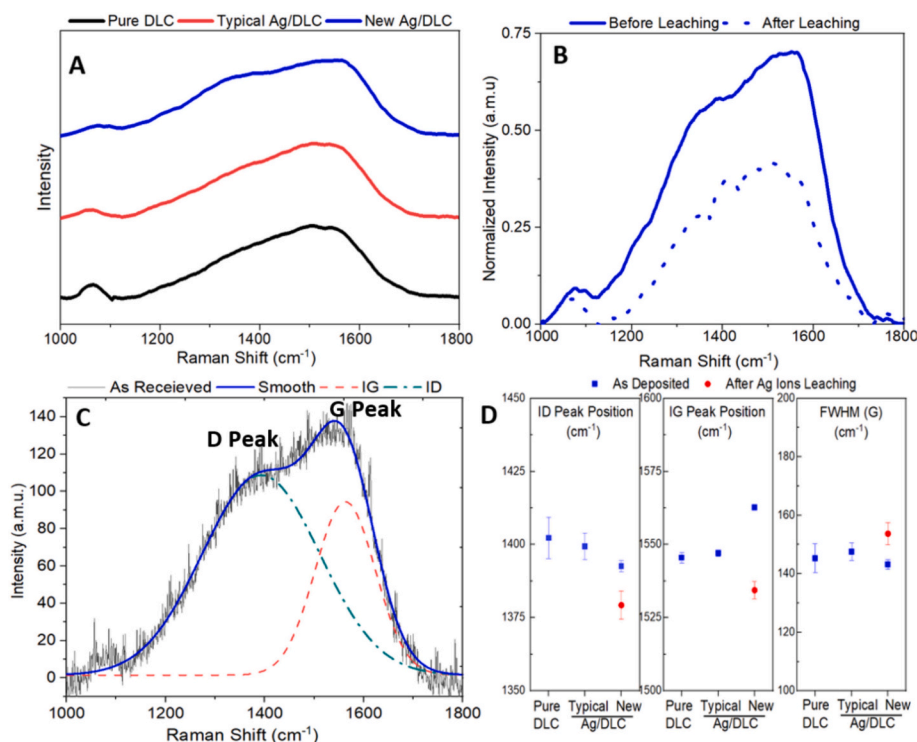 Pure DLC Typical Ag/DLC New Ag/DLC
A
Intensity
1000 1200 1400 1600 1800
Raman Shift (cm⁻¹)
Before Leaching After Leaching
B
Normalized Intensity (a.m.u)
0.75
0.50
0.25
0.00
1000 1200 1400 1600 1800
Raman Shift (cm⁻¹)
As Receieved Smooth IG ID
C
D Peak
G Peak
Intensity (a.m.u.)
140
120
100
80
60
40
20
0
1000 1200 1400 1600 1800
Raman Shift (cm⁻¹)
As Deposited After Ag Ions Leaching
D
ID Peak Position
(cm⁻¹)
1450
1425
1400
1375
1350
Pure Typical New
DLC Ag/DLC
IG Peak Position
(cm⁻¹)
1600
1580
1560
1540
1520
1500
Pure Typical New
DLC Ag/DLC
FWHM (G)
(cm⁻¹)
200
180
160
140
120
100
Pure Typical New
DLC Ag/DLC